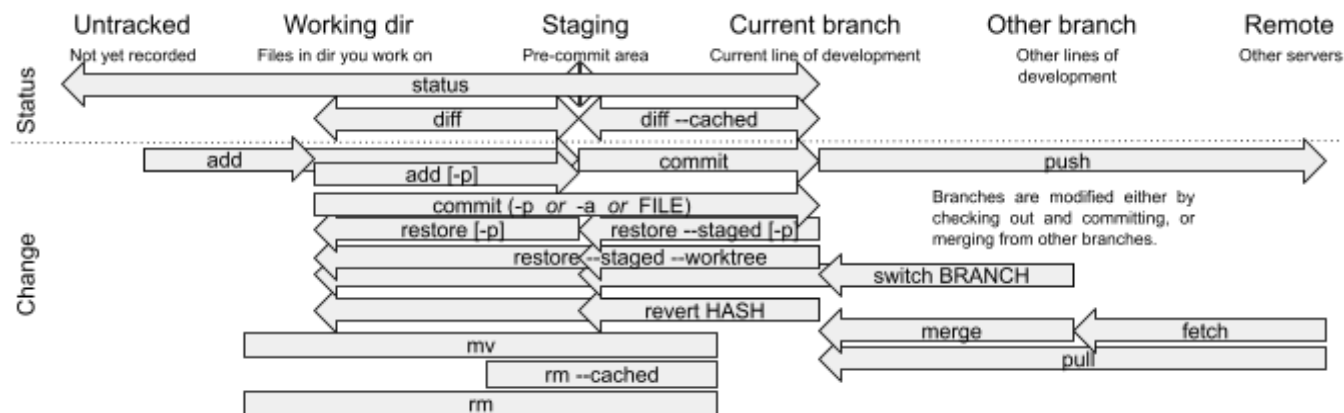 Untracked Working dir Staging Current branch Other branch Remote
Not yet recorded Files in dir you work on Pre-commit area Current line of development Other lines of Other servers
development
Status
status
diff diff --cached
add commit push
add [-p]
Branches are modified either by
checking out and committing, or
merging from other branches.
commit (-p or -a or FILE)
restore [-p] restore --staged [-p]
restore --staged --worktree
switch BRANCH
Change
revert HASH
merge fetch
mv
pull
rm --cached
rm